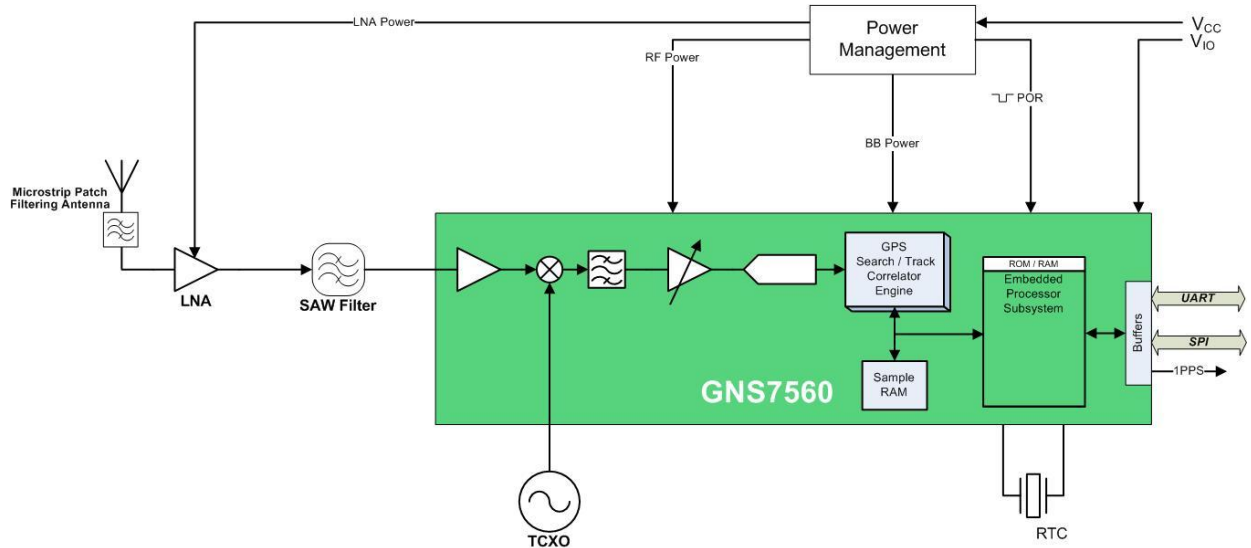 LNA Power
Power
Management
VCC
VIO
RF Power
POR
BB Power
Microstrip Patch
Filtering Antenna
LNA
SAW Filter
GPS
Search / Track
Correlator
Engine
ROM / RAM
Embedded
Processor
Subsystem
Buffers
UART
SPI
1PPS
Sample
RAM
GNS7560
TCXO
RTC